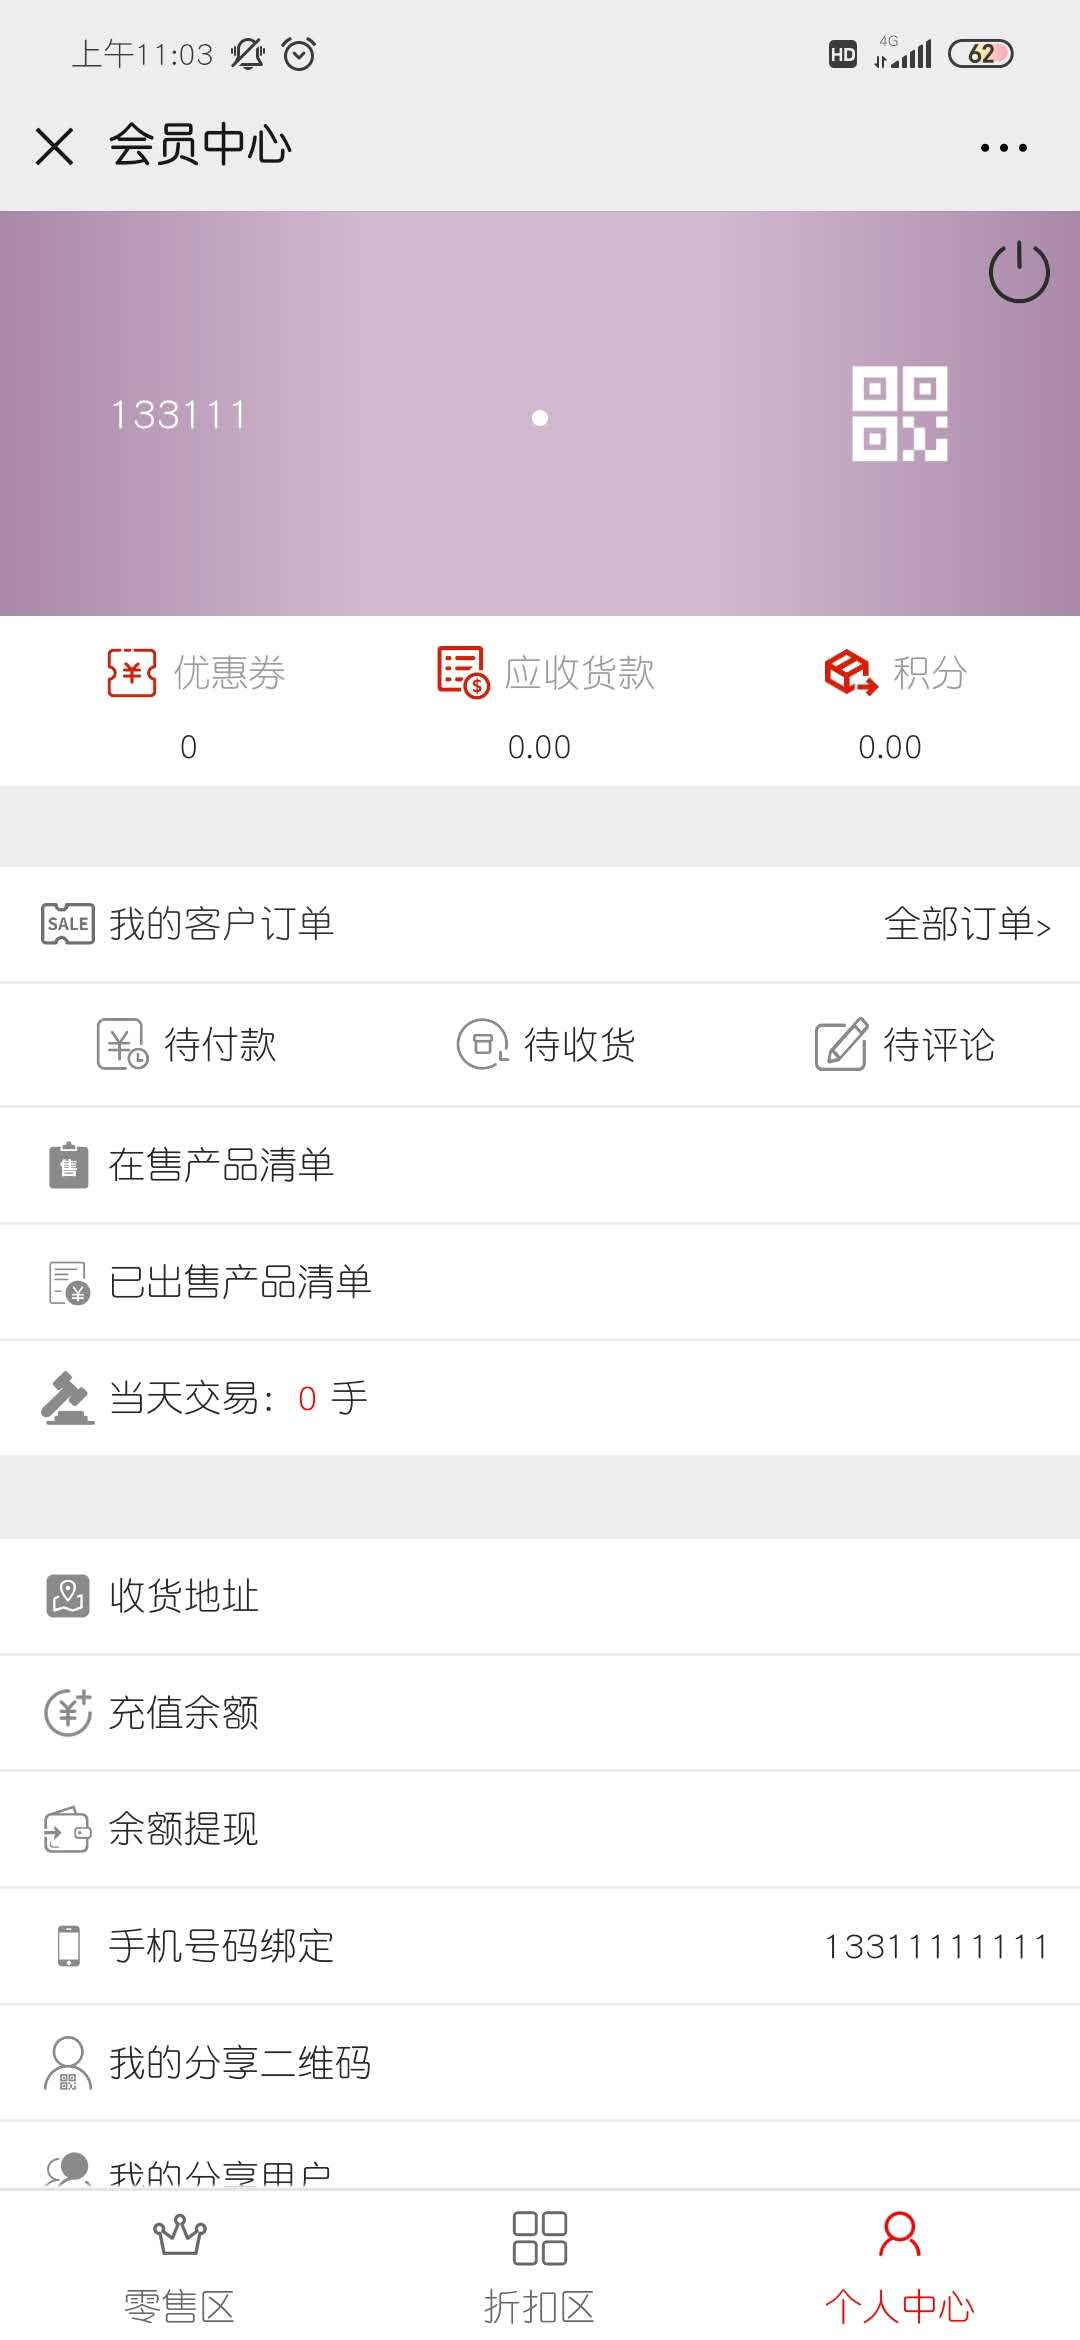 上午11:03
HD 4G 62
会员中心
133111
优惠券 应收货款 积分
0 0.00 0.00
SALE 我的客户订单 全部订单>
待付款 待收货 待评论
售 在售产品清单
已出售产品清单
当天交易：0 手
收货地址
充值余额
余额提现
手机号码绑定 13311111111
我的分享二维码
我的分享用户
零售区 折扣区 个人中心